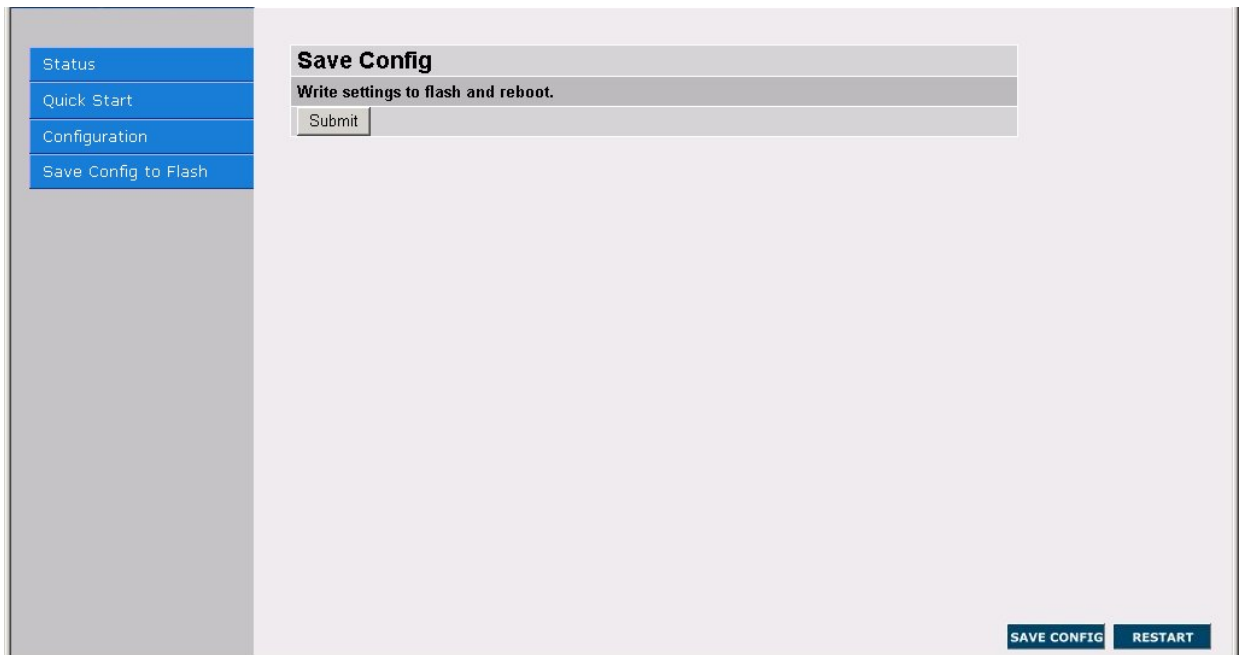 Status
Quick Start
Configuration
Save Config to Flash
Save Config
Write settings to flash and reboot.
Submit
SAVE CONFIG
RESTART